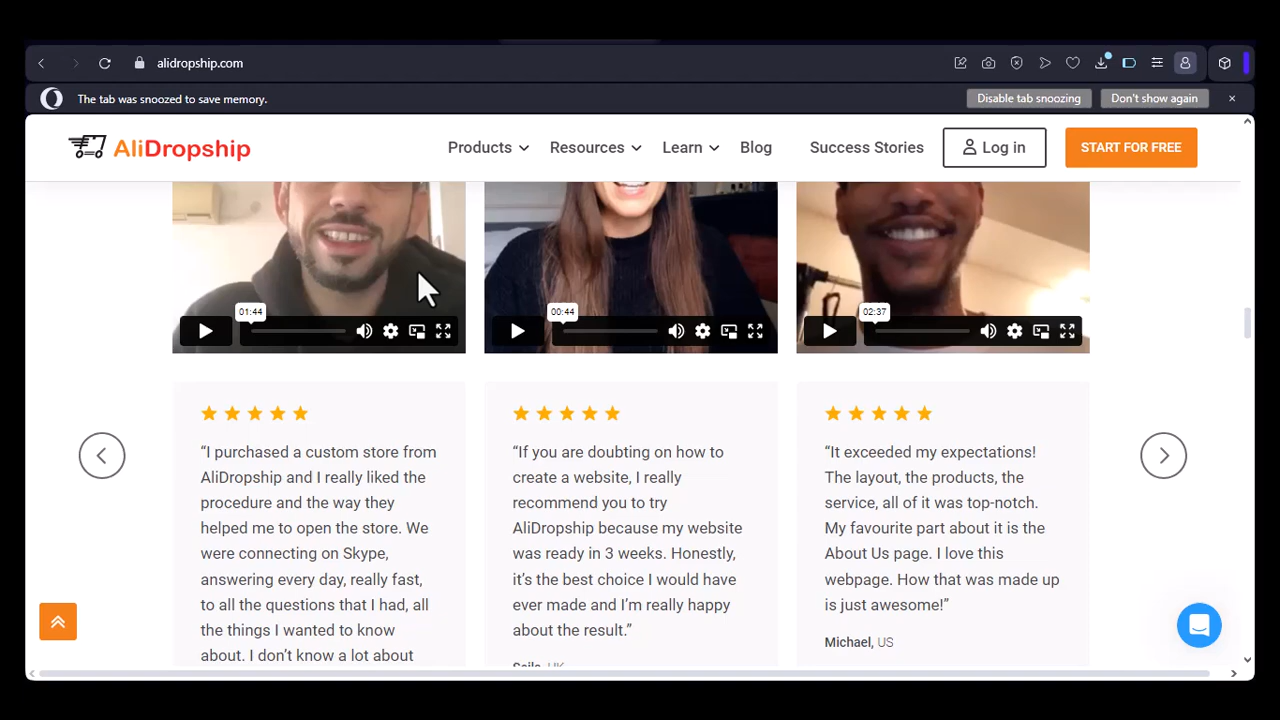 alidropship.com
The tab was snoozed to save memory.
Disable tab snoozing
Don't show again
AliDropship
Products
Resources
Learn
Blog
Success Stories
Log in
START FOR FREE
01:44
00:44
02:37
“I purchased a custom store from
AliDropship and I really liked the
procedure and the way they
helped me to open the store. We
were connecting on Skype,
answering every day, really fast,
to all the questions that I had, all
the things I wanted to know
about. I don’t know a lot about
“If you are doubting on how to
create a website, I really
recommend you to try
AliDropship because my website
was ready in 3 weeks. Honestly,
it’s the best choice I would have
ever made and I’m really happy
about the result.”
“It exceeded my expectations!
The layout, the products, the
service, all of it was top-notch.
My favourite part about it is the
About Us page. I love this
webpage. How that was made up
is just awesome!”
Michael, US